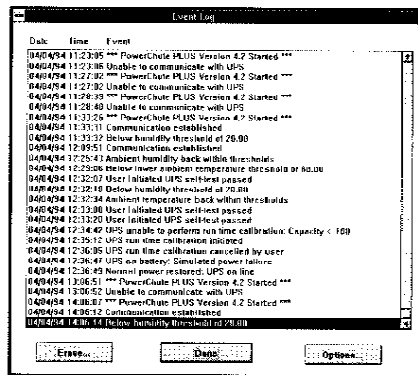 Event Log
Date Time Event
04/04/94 11:23:05 *** PowerChute PLUS Version 4.2 Started ***
04/04/94 11:23:06 Unable to communicate with UPS
04/04/94 11:27:02 *** PowerChute PLUS Version 4.2 Started ***
04/04/94 11:27:02 Unable to communicate with UPS
04/04/94 11:28:39 *** PowerChute PLUS Version 4.2 Started ***
04/04/94 11:28:40 Unable to communicate with UPS
04/04/94 11:33:26 *** PowerChute PLUS Version 4.2 Started ***
04/04/94 11:33:31 Communication established
04/04/94 11:33:32 Below humidity threshold of 20.00
04/04/94 12:09:51 Communication established
04/04/94 12:25:43 Ambient humidity back within thresholds
04/04/94 12:29:06 Below lower ambient temperature threshold of 60.00
04/04/94 12:32:07 User Initiated UPS self-test passed
04/04/94 12:32:19 Below humidity threshold of 20.00
04/04/94 12:32:34 Ambient temperature back within thresholds
04/04/94 12:33:00 User Initiated UPS self-test passed
04/04/94 12:33:20 User Initiated UPS self-test passed
04/04/94 12:34:42 UPS unable to perform run time calibration: Capacity <
04/04/94 12:35:12 UPS run time calibration initiated
04/04/94 12:36:05 UPS run time calibration cancelled by user
04/04/94 12:36:47 UPS on battery: Simulated power failure
04/04/94 12:36:49 Normal power restored: UPS on line
04/04/94 13:06:51 *** PowerChute PLUS Version 4.2 Started ***
04/04/94 13:06:52 Unable to communicate with UPS
04/04/94 14:06:07 *** PowerChute PLUS Version 4.2 Started ***
04/04/94 14:06:12 Communication established
04/04/94 14:06:14 Below humidity threshold of 20.00
Erase... Done Options...